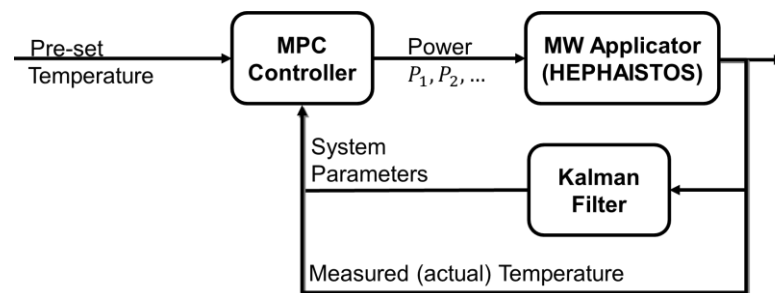 Pre-set
Temperature
MPC
Controller
Power
P₁, P₂, ...
MW Applicator
(HEPHAISTOS)
System
Parameters
Kalman
Filter
Measured (actual) Temperature